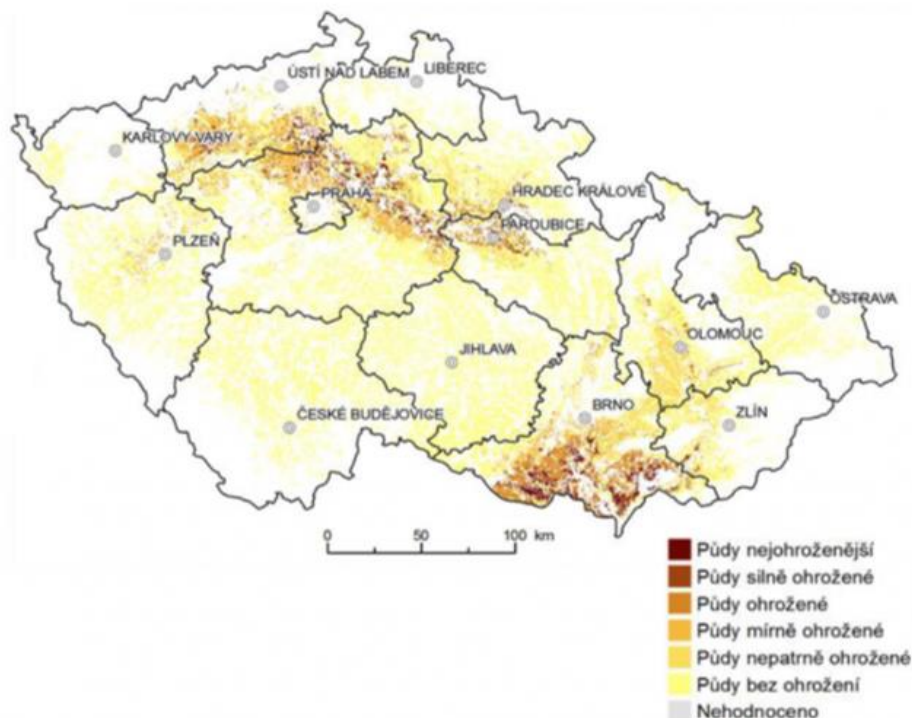 ÚSTÍ NAD LABEM
LIBEREC
KARLOVY VARY
PRAHA
HRADEC KRÁLOVÉ
PARDUBICE
PLZEŇ
OSTRAVA
OLOMOUC
JIHLAVA
BRNO
ZLÍN
ČESKÉ BUDĚJOVICE
0 50 100 km
Půdy nejohroženější
Půdy silně ohrožené
Půdy ohrožené
Půdy mírně ohrožené
Půdy nepatrně ohrožené
Půdy bez ohrožení
Nehodnoceno